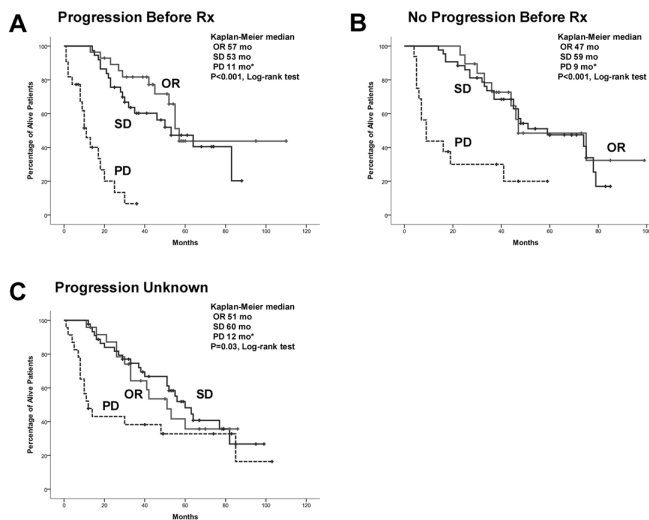 A
Progression Before Rx
Kaplan-Meier median
OR 57 mo
SD 53 mo
PD 11 mo*
P<0.001, Log-rank test
Percentage of Alive Patients
100
80
60
40
20
0
OR
SD
PD
0 20 40 60 80 100 120
Months
B
No Progression Before Rx
Kaplan-Meier median
OR 47 mo
SD 59 mo
PD 9 mo*
P<0.001, Log-rank test
Percentage of Alive Patients
100
80
60
40
20
0
SD
PD
OR
0 20 40 60 80 100
Months
C
Progression Unknown
Kaplan-Meier median
OR 51 mo
SD 60 mo
PD 12 mo*
P=0.03, Log-rank test
Percentage of Alive Patients
100
80
60
40
20
0
PD
OR
SD
0 20 40 60 80 100 120
Months